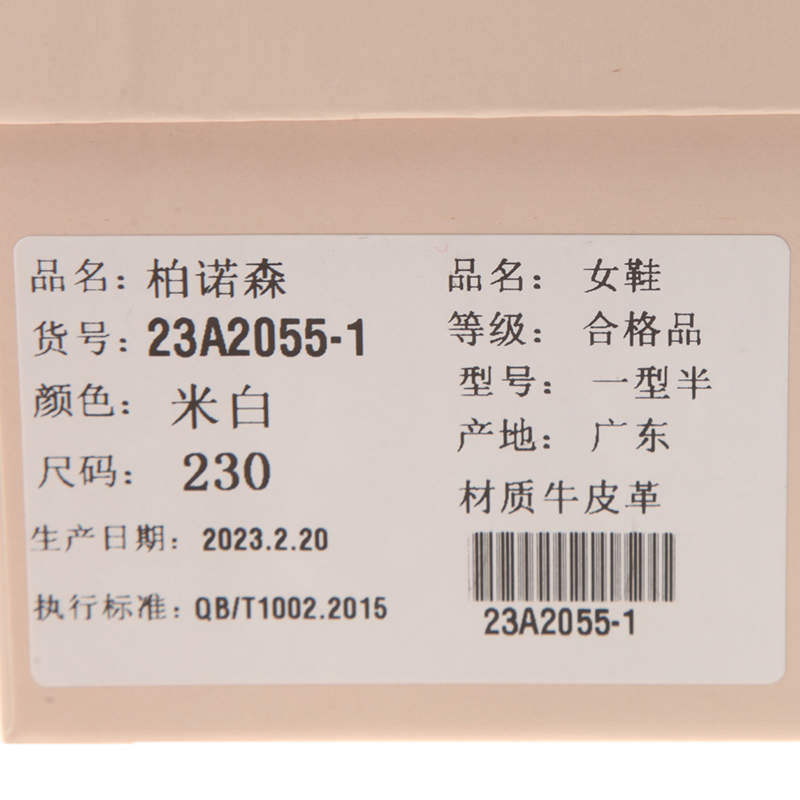 品名：柏诺森
货号：23A2055-1
颜色：米白
尺码：230
生产日期：2023.2.20
执行标准：QB/T1002.2015
品名：女鞋
等级：合格品
型号：一型半
产地：广东
材质牛皮革
23A2055-1